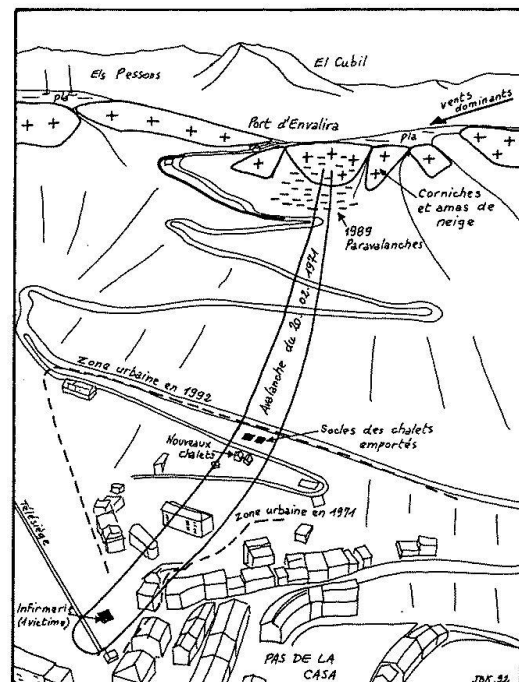 Els Pessons
El Cubil
vents
dominants
pla
Port d'Envalira
pla
Corniches
et amas de
neige
1989
Paravalanches
Avalanche du 20-02-1971
Zone urbaine en 1992
Socles des chalets
emportés
Nouveaux
chalets
Zone urbaine en 1971
Télésiège
Infirmerie
(1 victime)
PAS DE LA
CASA
JDK.92